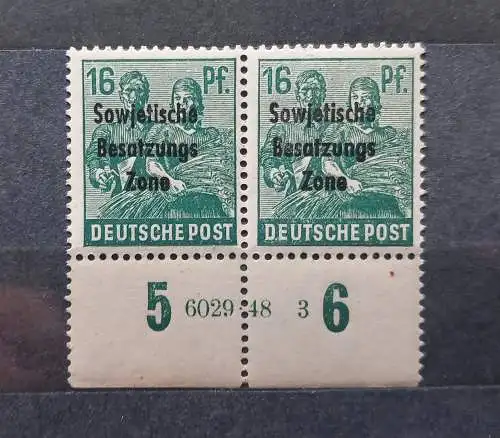 16 Pf. 16 Pf.
Sowjetische Sowjetische
Besatzungs Besatzungs
Zone Zone
DEUTSCHE POST DEUTSCHE POST
5 6029 48 3 6